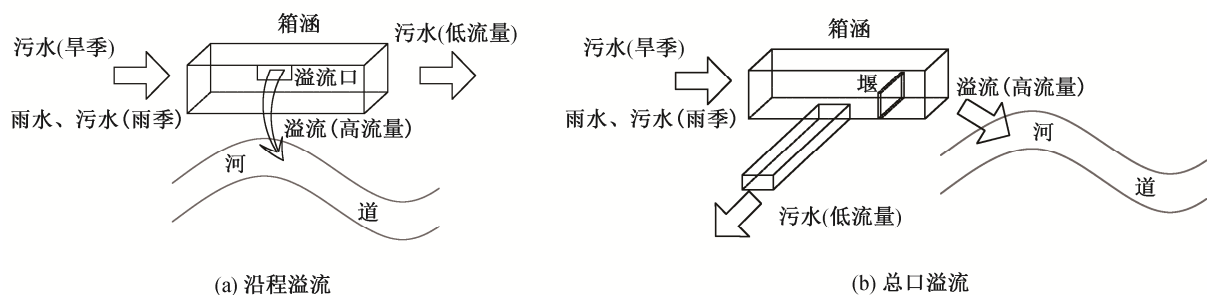 箱涵
污水(旱季)
污水(低流量)
溢流口
雨水、污水(雨季)
溢流(高流量)
河
道
(a) 沿程溢流
箱涵
污水(旱季)
堰
溢流(高流量)
雨水、污水(雨季)
河
道
污水(低流量)
(b) 总口溢流